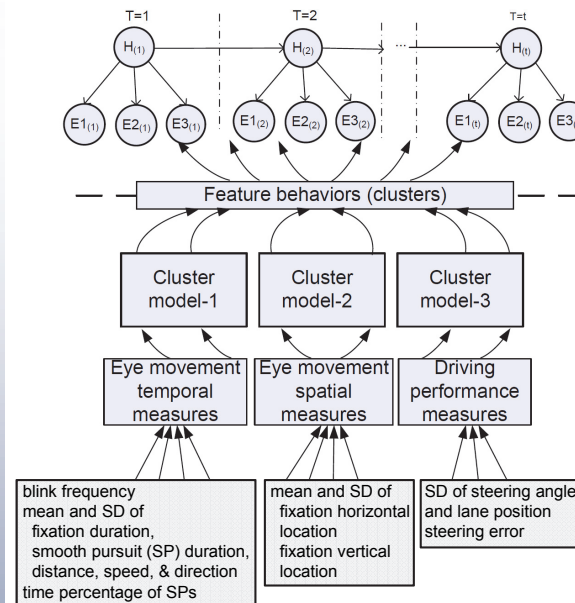 T=1 T=2 T=t
H(1) H(2) ... H(t)
E1(1) E2(1) E3(1) E1(2) E2(2) E3(2) E1(t) E2(t) E3(
Feature behaviors (clusters)
Cluster
model-1
Cluster
model-2
Cluster
model-3
Eye movement
temporal
measures
Eye movement
spatial
measures
Driving
performance
measures
blink frequency
mean and SD of
fixation duration,
smooth pursuit (SP) duration,
distance, speed, & direction
time percentage of SPs
mean and SD of
fixation horizontal
location
fixation vertical
location
SD of steering angle
and lane position
steering error